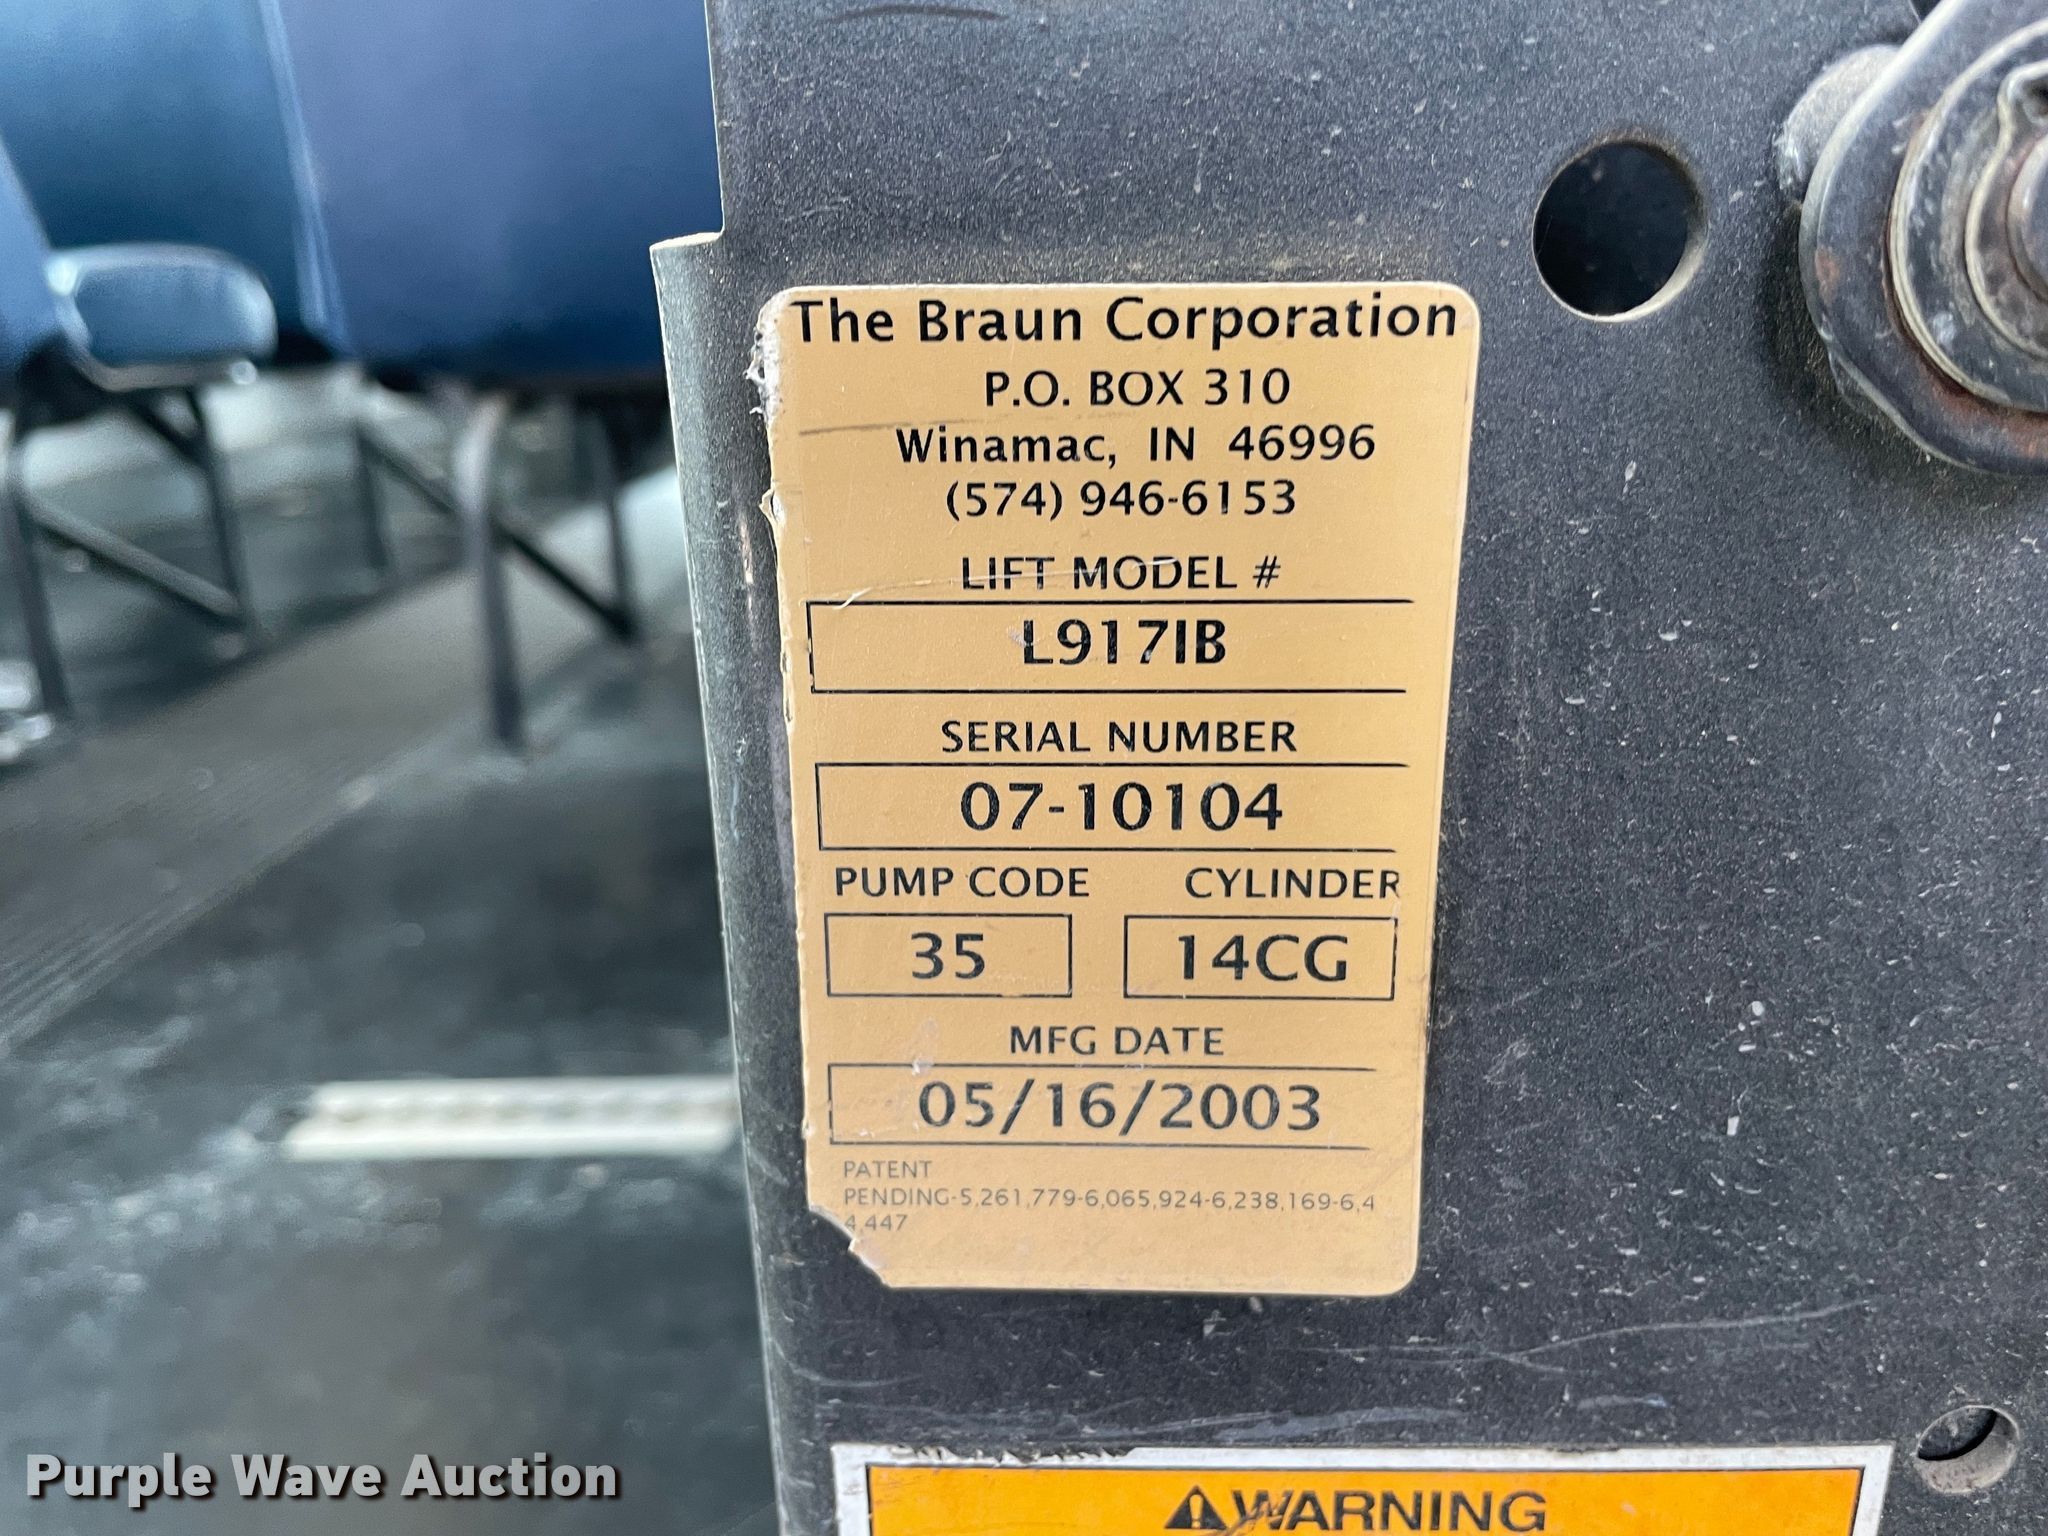 The Braun Corporation
P.O. BOX 310
Winamac, IN 46996
(574) 946-6153
LIFT MODEL #
L917IB
SERIAL NUMBER
07-10104
PUMP CODE CYLINDER
35 14CG
MFG DATE
05/16/2003
PATENT
PENDING-5,261,779-6,065,924-6,238,169-6,4
4,447
WARNING
Purple Wave Auction